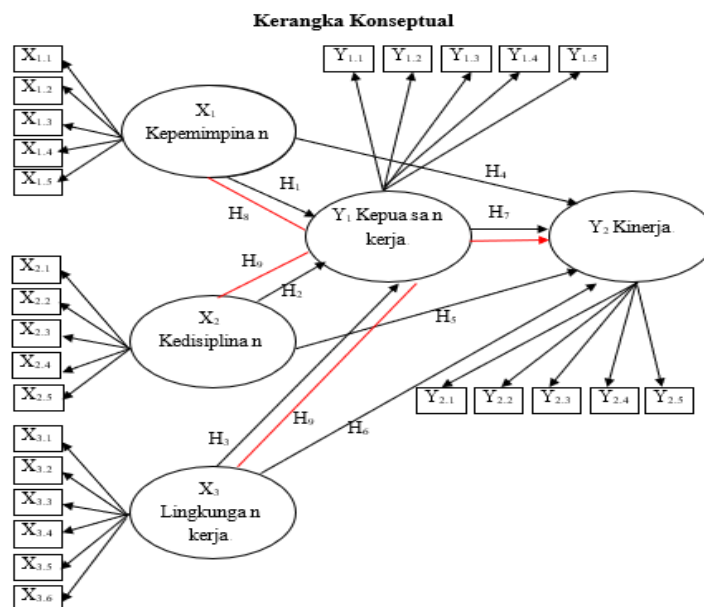 Kerangka Konseptual
X1.1
X1.2
X1.3
X1.4
X1.5
X1
Kepemimpina n
Y1.1
Y1.2
Y1.3
Y1.4
Y1.5
H1
H4
H8
Y1 Kepua sa n
kerja.
H7
Y2 Kinerja.
H9
H2
X2.1
X2.2
X2.3
X2.4
X2.5
X2
Kedisiplina n
H5
Y2.1
Y2.2
Y2.3
Y2.4
Y2.5
H3
H9
H6
X3.1
X3.2
X3.3
X3.4
X3.5
X3.6
X3
Lingkunga n
kerja.